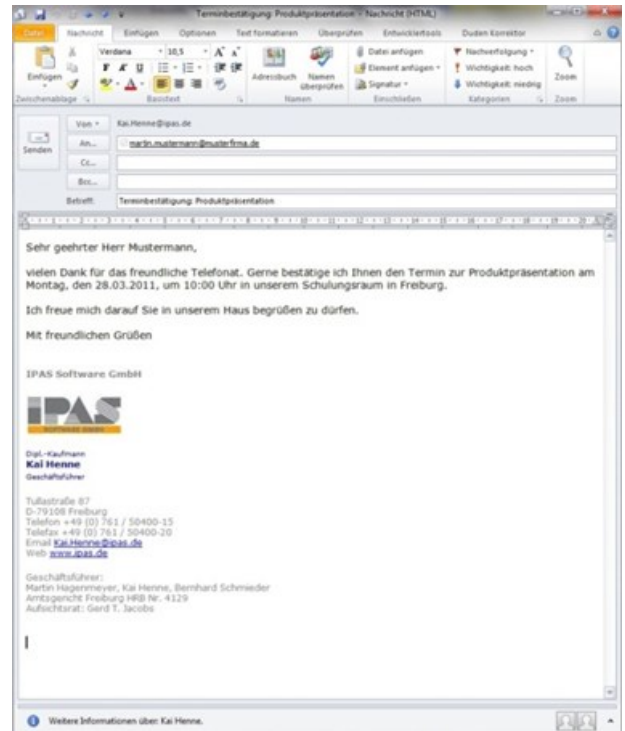 Terminbestätigung: Produktpräsentation - Nachricht (HTML)
Datei Nachricht Einfügen Optionen Text formatieren Überprüfen Entwicklertools Duden Korrektor
Einfügen
Verdana 10,5
F K U
Adressbuch Namen überprüfen
Datei anfügen
Element anfügen
Signatur
Nachverfolgung
Wichtigkeit: hoch
Wichtigkeit: niedrig
Zoom
Zwischenablage Basistext Namen Einschließen Kategorien Zoom
Senden
Von Kai.Henne@ipas.de
An... martin.mustermann@musterfirma.de
Cc...
Bcc...
Betreff: Terminbestätigung: Produktpräsentation
Sehr geehrter Herr Mustermann,
vielen Dank für das freundliche Telefonat. Gerne bestätige ich Ihnen den Termin zur Produktpräsentation am
Montag, den 28.03.2011, um 10:00 Uhr in unserem Schulungsraum in Freiburg.
Ich freue mich darauf Sie in unserem Haus begrüßen zu dürfen.
Mit freundlichen Grüßen
IPAS Software GmbH
IPAS
SOFTWARE GMBH
Dipl.-Kaufmann
Kai Henne
Geschäftsführer
Tullastraße 87
D-79108 Freiburg
Telefon +49 (0) 761 / 50400-15
Telefax +49 (0) 761 / 50400-20
Email Kai.Henne@ipas.de
Web www.ipas.de
Geschäftsführer:
Martin Hagenmeyer, Kai Henne, Bernhard Schmieder
Amtsgericht Freiburg HRB Nr. 4129
Aufsichtsrat: Gerd T. Jacobs
Weitere Informationen über: Kai Henne.